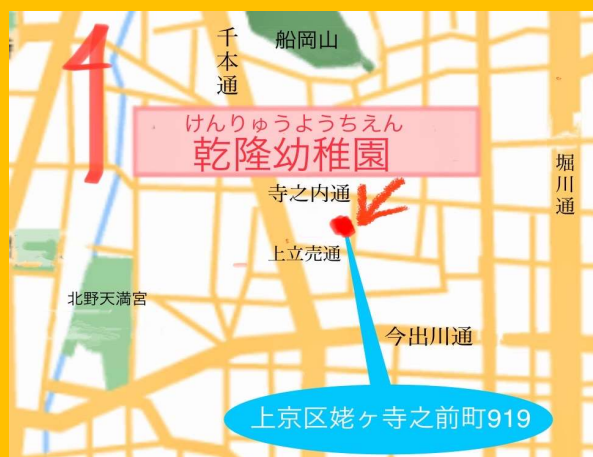 千本通
船岡山
けんりゅうようちえん
乾隆幼稚園
堀川通
寺之内通
上立売通
北野天満宮
今出川通
上京区姥ヶ寺之前町919